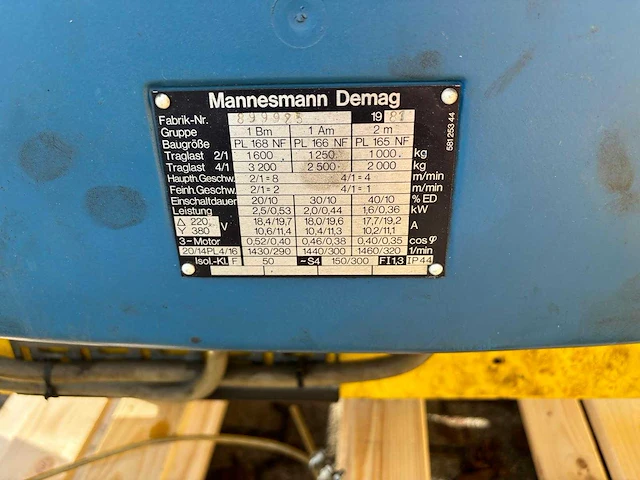 Mannesmann Demag
Fabrik-Nr. 899925 19 81
Gruppe 1 Bm 1 Am 2 m
Baugröße PL 168 NF PL 166 NF PL 165 NF
Traglast 2/1 1600 1250 1000 kg
Traglast 4/1 3200 2500 2000 kg
Haupth.Geschw. 2/1=8 4/1=4 m/min
Feinh.Geschw. 2/1=2 4/1=1 m/min
Einschaltdauer 20/10 30/10 40/10 % ED
Leistung 2,5/0,53 2,0/0,44 1,6/0,36 kW
Δ 220 V 18,4/19,7 18,0/19,6 17,7/19,2 A
Y 380 10,6/11,4 10,4/11,3 10,2/11,1
3~Motor 0,52/0,40 0,46/0,38 0,40/0,35 cos φ
20/14PL4/16 1430/290 1440/300 1460/320 1/min
Isol.-Kl. F 50 ~S4 150/300 FI 1,3 IP 44
581 253 44